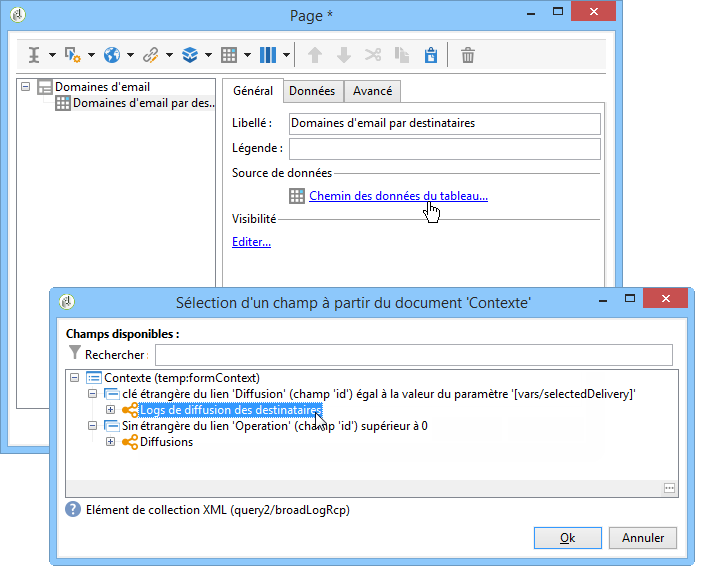 Page *
Domaines d'email
Domaines d'email par des..
Général
Données
Avancé
Libellé :
Domaines d'email par destinataires
Légende :
Source de données
Chemin des données du tableau...
Visibilité
Editer...
Sélection d'un champ à partir du document 'Contexte'
Champs disponibles :
Rechercher :
Contexte (temp:formContext)
clé étrangère du lien 'Diffusion' (champ 'id') égal à la valeur du paramètre '[vars/selectedDelivery]'
Logs de diffusion des destinataires
Sin étrangère du lien 'Operation' (champ 'id') supérieur à 0
Diffusions
Elément de collection XML (query2/broadLogRcp)
Ok
Annuler